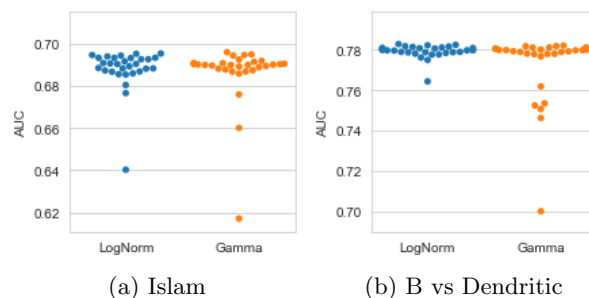 0.70
0.68
0.66
0.64
0.62
AUC
LogNorm Gamma
(a) Islam
0.78
0.76
0.74
0.72
0.70
AUC
LogNorm Gamma
(b) B vs Dendritic